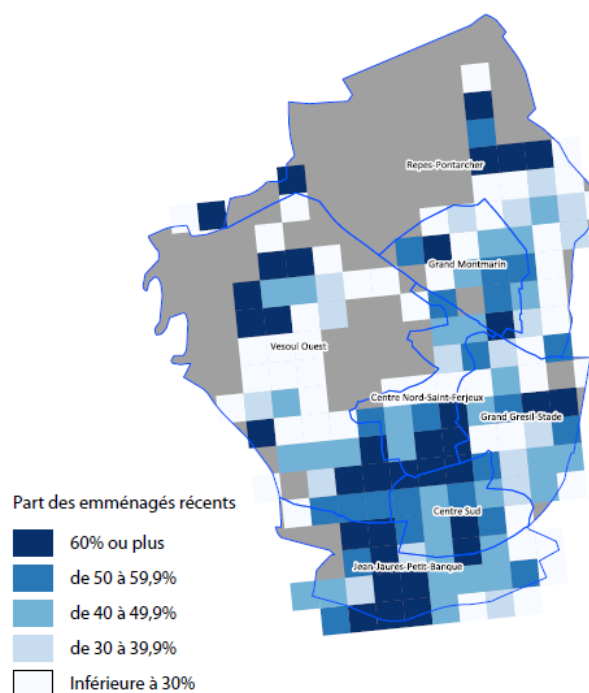 Repes-Pontarcher
Grand Montmarin
Vesoul Ouest
Centre Nord-Saint-Ferjeux
Grand Gresil-Stade
Centre Sud
Jean-Jaures-Petit-Banque
Part des emménagés récents
60% ou plus
de 50 à 59,9%
de 40 à 49,9%
de 30 à 39,9%
Inférieure à 30%